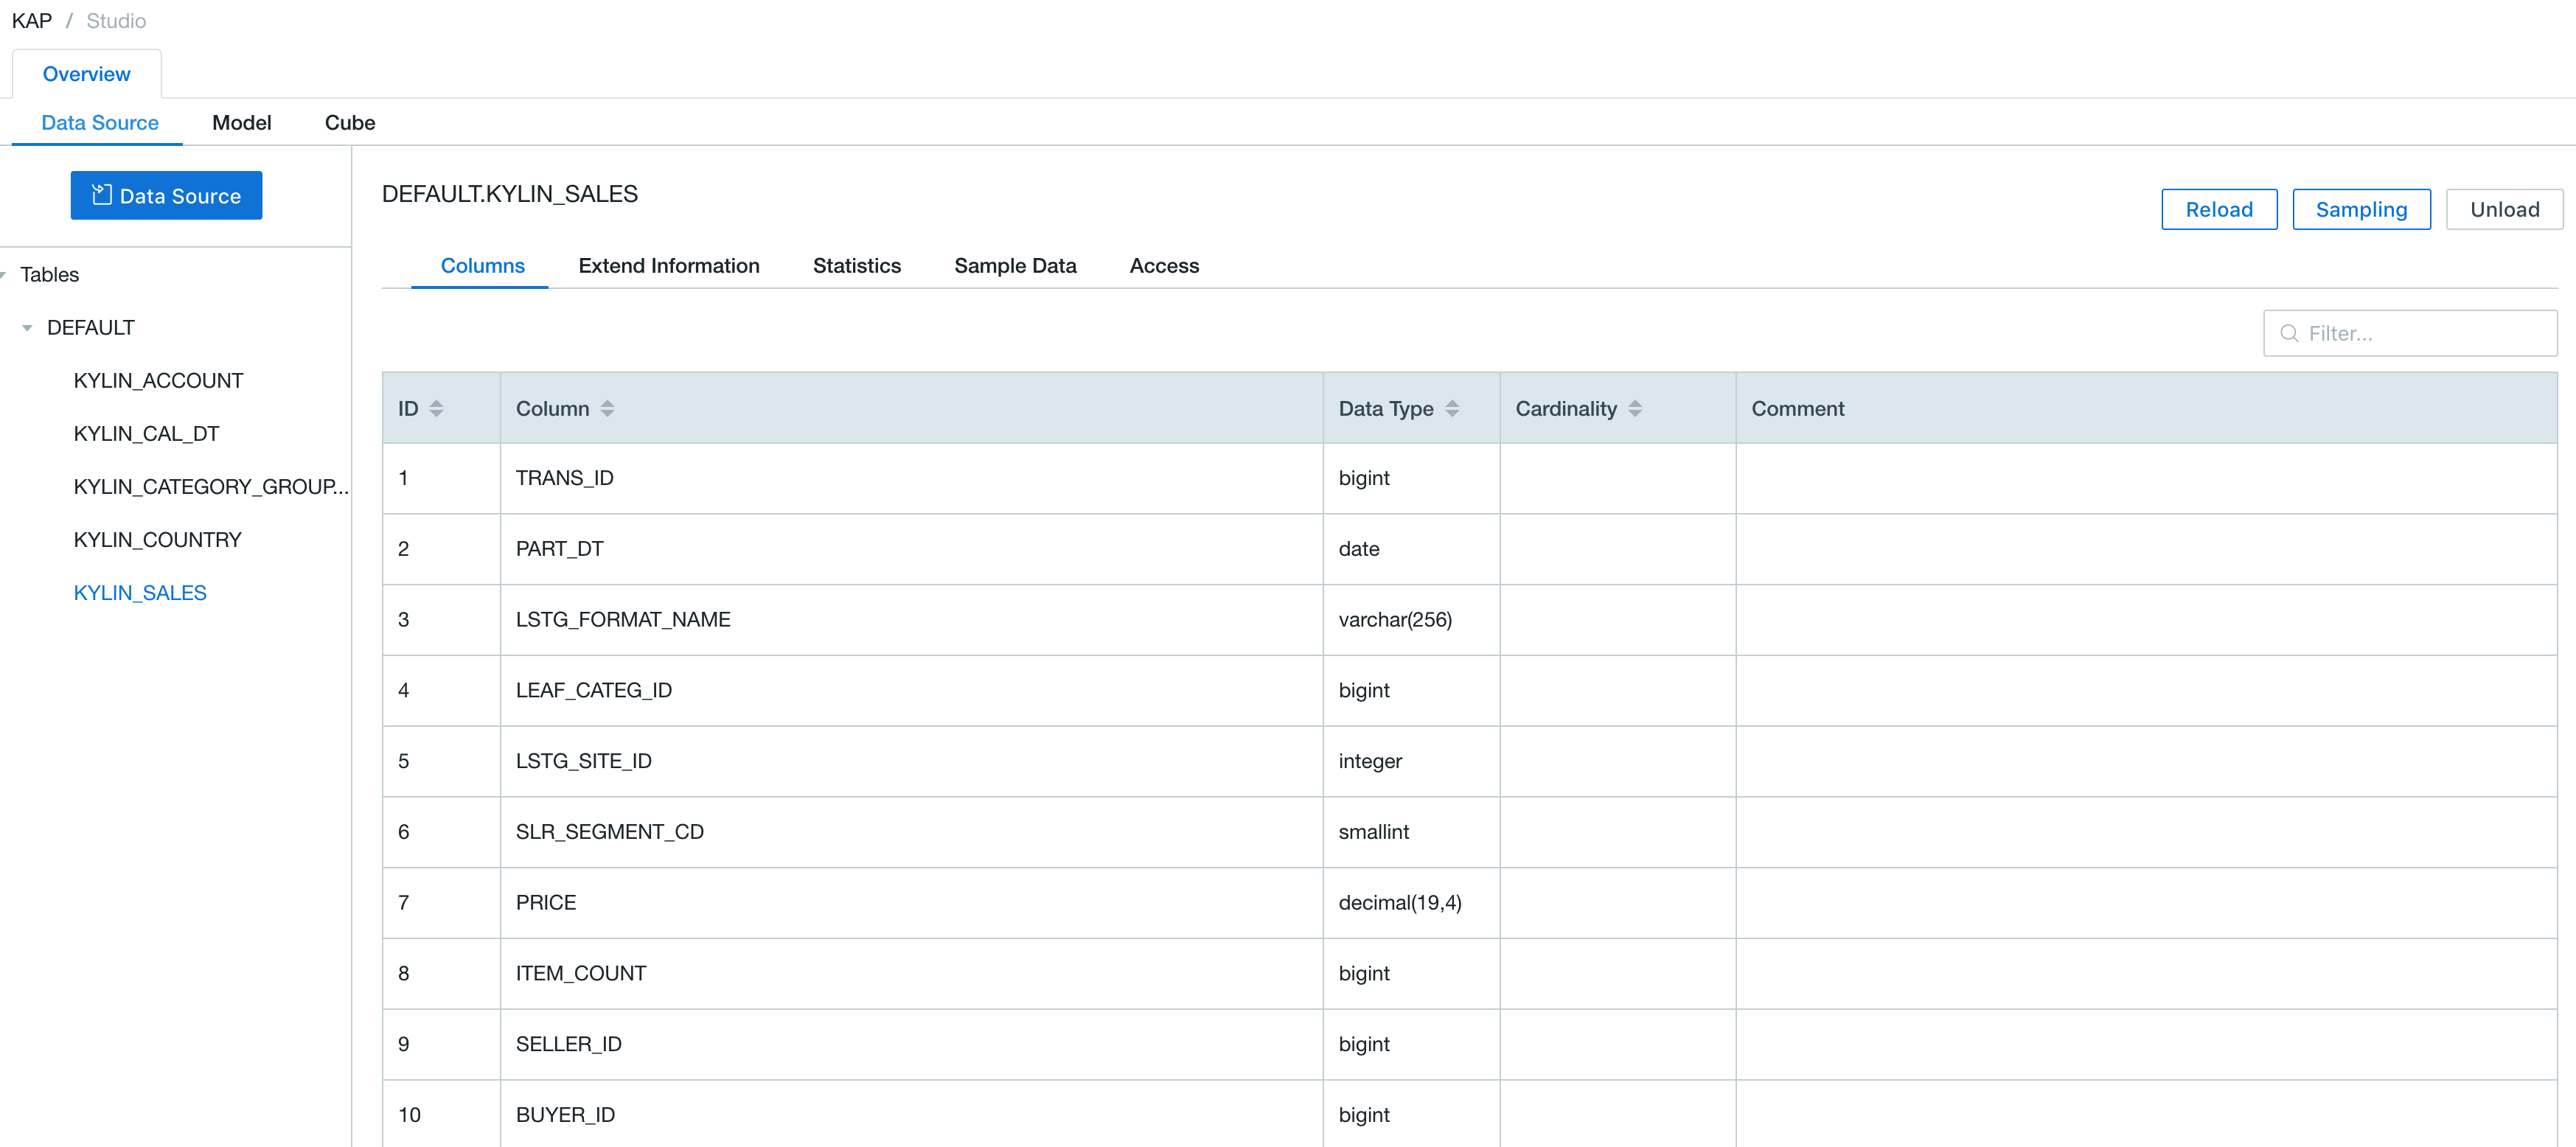 KAP / Studio
Overview
Data Source Model Cube
Data Source
Tables
DEFAULT
KYLIN_ACCOUNT
KYLIN_CAL_DT
KYLIN_CATEGORY_GROUP...
KYLIN_COUNTRY
KYLIN_SALES
DEFAULT.KYLIN_SALES
Reload Sampling Unload
Columns Extend Information Statistics Sample Data Access
Filter...
ID Column Data Type Cardinality Comment
1 TRANS_ID bigint
2 PART_DT date
3 LSTG_FORMAT_NAME varchar(256)
4 LEAF_CATEG_ID bigint
5 LSTG_SITE_ID integer
6 SLR_SEGMENT_CD smallint
7 PRICE decimal(19,4)
8 ITEM_COUNT bigint
9 SELLER_ID bigint
10 BUYER_ID bigint